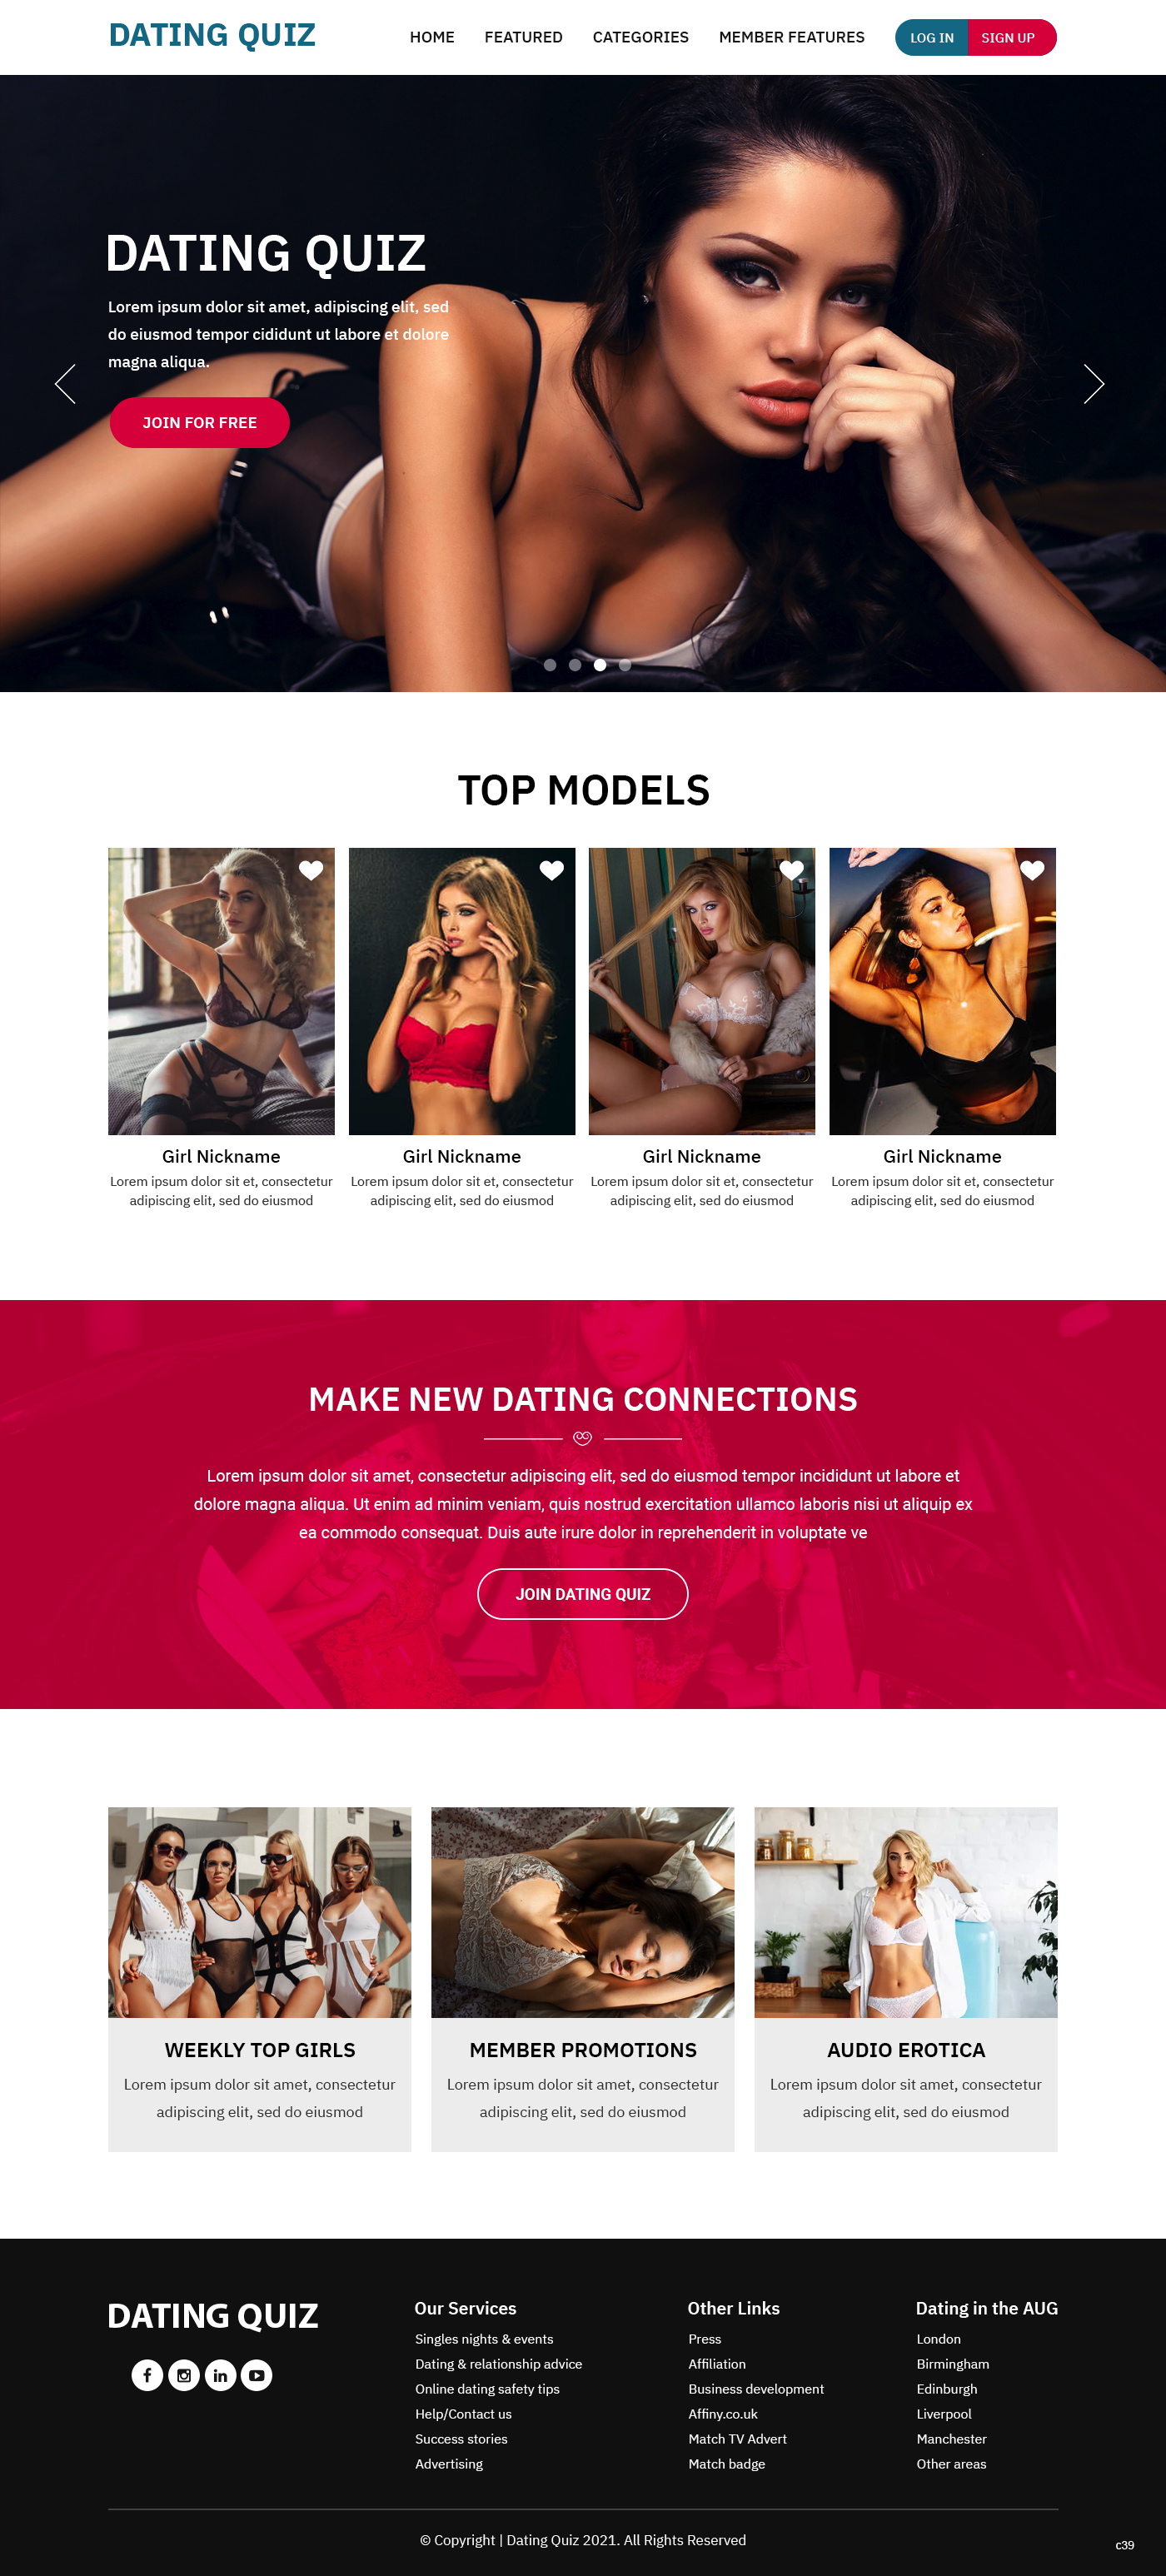 DATING QUIZ
HOME FEATURED CATEGORIES MEMBER FEATURES LOG IN SIGN UP
DATING QUIZ
Lorem ipsum dolor sit amet, adipiscing elit, sed
do eiusmod tempor cididunt ut labore et dolore
magna aliqua.
JOIN FOR FREE
TOP MODELS
Girl Nickname
Lorem ipsum dolor sit et, consectetur
adipiscing elit, sed do eiusmod
Girl Nickname
Lorem ipsum dolor sit et, consectetur
adipiscing elit, sed do eiusmod
Girl Nickname
Lorem ipsum dolor sit et, consectetur
adipiscing elit, sed do eiusmod
Girl Nickname
Lorem ipsum dolor sit et, consectetur
adipiscing elit, sed do eiusmod
MAKE NEW DATING CONNECTIONS
Lorem ipsum dolor sit amet, consectetur adipiscing elit, sed do eiusmod tempor incididunt ut labore et
dolore magna aliqua. Ut enim ad minim veniam, quis nostrud exercitation ullamco laboris nisi ut aliquip ex
ea commodo consequat. Duis aute irure dolor in reprehenderit in voluptate ve
JOIN DATING QUIZ
WEEKLY TOP GIRLS
Lorem ipsum dolor sit amet, consectetur
adipiscing elit, sed do eiusmod
MEMBER PROMOTIONS
Lorem ipsum dolor sit amet, consectetur
adipiscing elit, sed do eiusmod
AUDIO EROTICA
Lorem ipsum dolor sit amet, consectetur
adipiscing elit, sed do eiusmod
DATING QUIZ
Our Services
Singles nights & events
Dating & relationship advice
Online dating safety tips
Help/Contact us
Success stories
Advertising
Other Links
Press
Affiliation
Business development
Affiny.co.uk
Match TV Advert
Match badge
Dating in the AUG
London
Birmingham
Edinburgh
Liverpool
Manchester
Other areas
© Copyright | Dating Quiz 2021. All Rights Reserved
c39